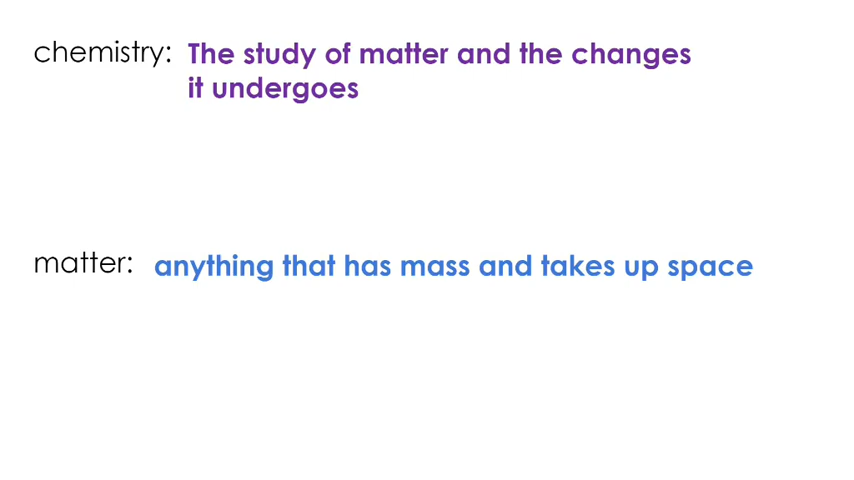 chemistry: The study of matter and the changes
it undergoes
matter: anything that has mass and takes up space